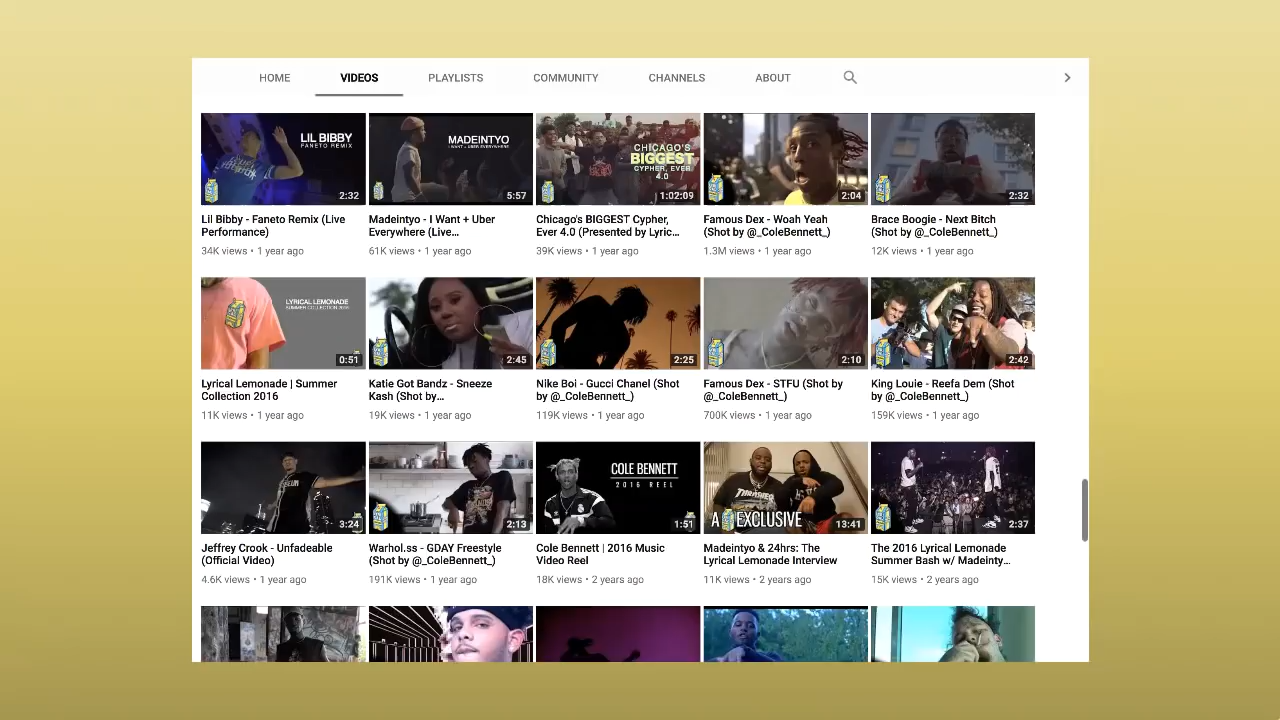 HOME VIDEOS PLAYLISTS COMMUNITY CHANNELS ABOUT
LIL BIBBY
FANETO REMIX
2:32
MADEINTYO
I WANT + UBER EVERYWHERE
5:57
CHICAGO'S
BIGGEST
CYPHER, EVER
4.0
1:02:09
2:04
2:32
Lil Bibby - Faneto Remix (Live
Performance)
34K views • 1 year ago
Madeintyo - I Want + Uber
Everywhere (Live...
61K views • 1 year ago
Chicago's BIGGEST Cypher,
Ever 4.0 (Presented by Lyric...
39K views • 1 year ago
Famous Dex - Woah Yeah
(Shot by @_ColeBennett_)
1.3M views • 1 year ago
Brace Boogie - Next Bitch
(Shot by @_ColeBennett_)
12K views • 1 year ago
LYRICAL LEMONADE
SUMMER COLLECTION 2016
0:51
2:45
2:25
2:10
2:42
Lyrical Lemonade | Summer
Collection 2016
11K views • 1 year ago
Katie Got Bandz - Sneeze
Kash (Shot by...
19K views • 1 year ago
Nike Boi - Gucci Chanel (Shot
by @_ColeBennett_)
119K views • 1 year ago
Famous Dex - STFU (Shot by
@_ColeBennett_)
700K views • 1 year ago
King Louie - Reefa Dem (Shot
by @_ColeBennett_)
159K views • 1 year ago
3:24
2:13
COLE BENNETT
2016 REEL
1:51
THRASHER
A EXCLUSIVE
13:41
2:37
Jeffrey Crook - Unfadeable
(Official Video)
4.6K views • 1 year ago
Warhol.ss - GDAY Freestyle
(Shot by @_ColeBennett_)
191K views • 1 year ago
Cole Bennett | 2016 Music
Video Reel
18K views • 2 years ago
Madeintyo & 24hrs: The
Lyrical Lemonade Interview
11K views • 2 years ago
The 2016 Lyrical Lemonade
Summer Bash w/ Madeinty...
15K views • 2 years ago